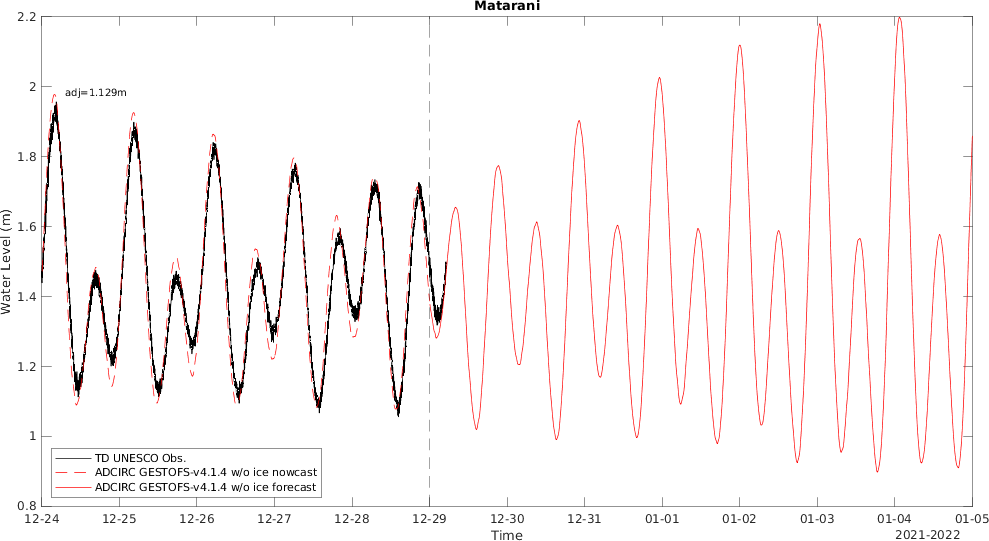 Matarani
2.2
2
1.8
1.6
1.4
1.2
1
0.8
Water Level (m)
adj=1.129m
TD UNESCO Obs.
ADCIRC GESTOFS-v4.1.4 w/o ice nowcast
ADCIRC GESTOFS-v4.1.4 w/o ice forecast
12-24 12-25 12-26 12-27 12-28 12-29 12-30 12-31 01-01 01-02 01-03 01-04 01-05
Time
2021-2022